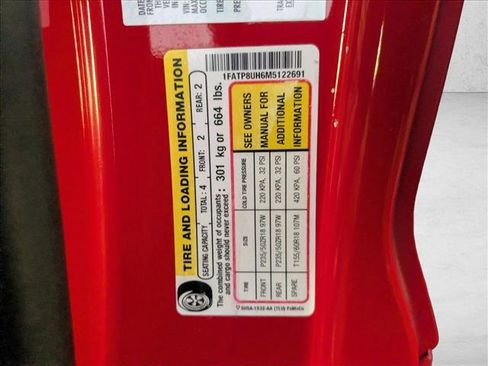 1FATP8UH6M5122691
TIRE AND LOADING INFORMATION
SEATING CAPACITY TOTAL: 4 FRONT: 2 REAR: 2
The combined weight of occupants
and cargo should never exceed : 301 kg or 664 lbs.
TIRE COLD TIRE PRESSURE
FRONT P235/50ZR18 97W 220 KPA, 32 PSI
REAR P235/50ZR18 97W 220 KPA, 32 PSI
SPARE T155/60R18 107M 420 KPA, 60 PSI
SEE OWNERS
MANUAL FOR
ADDITIONAL
INFORMATION